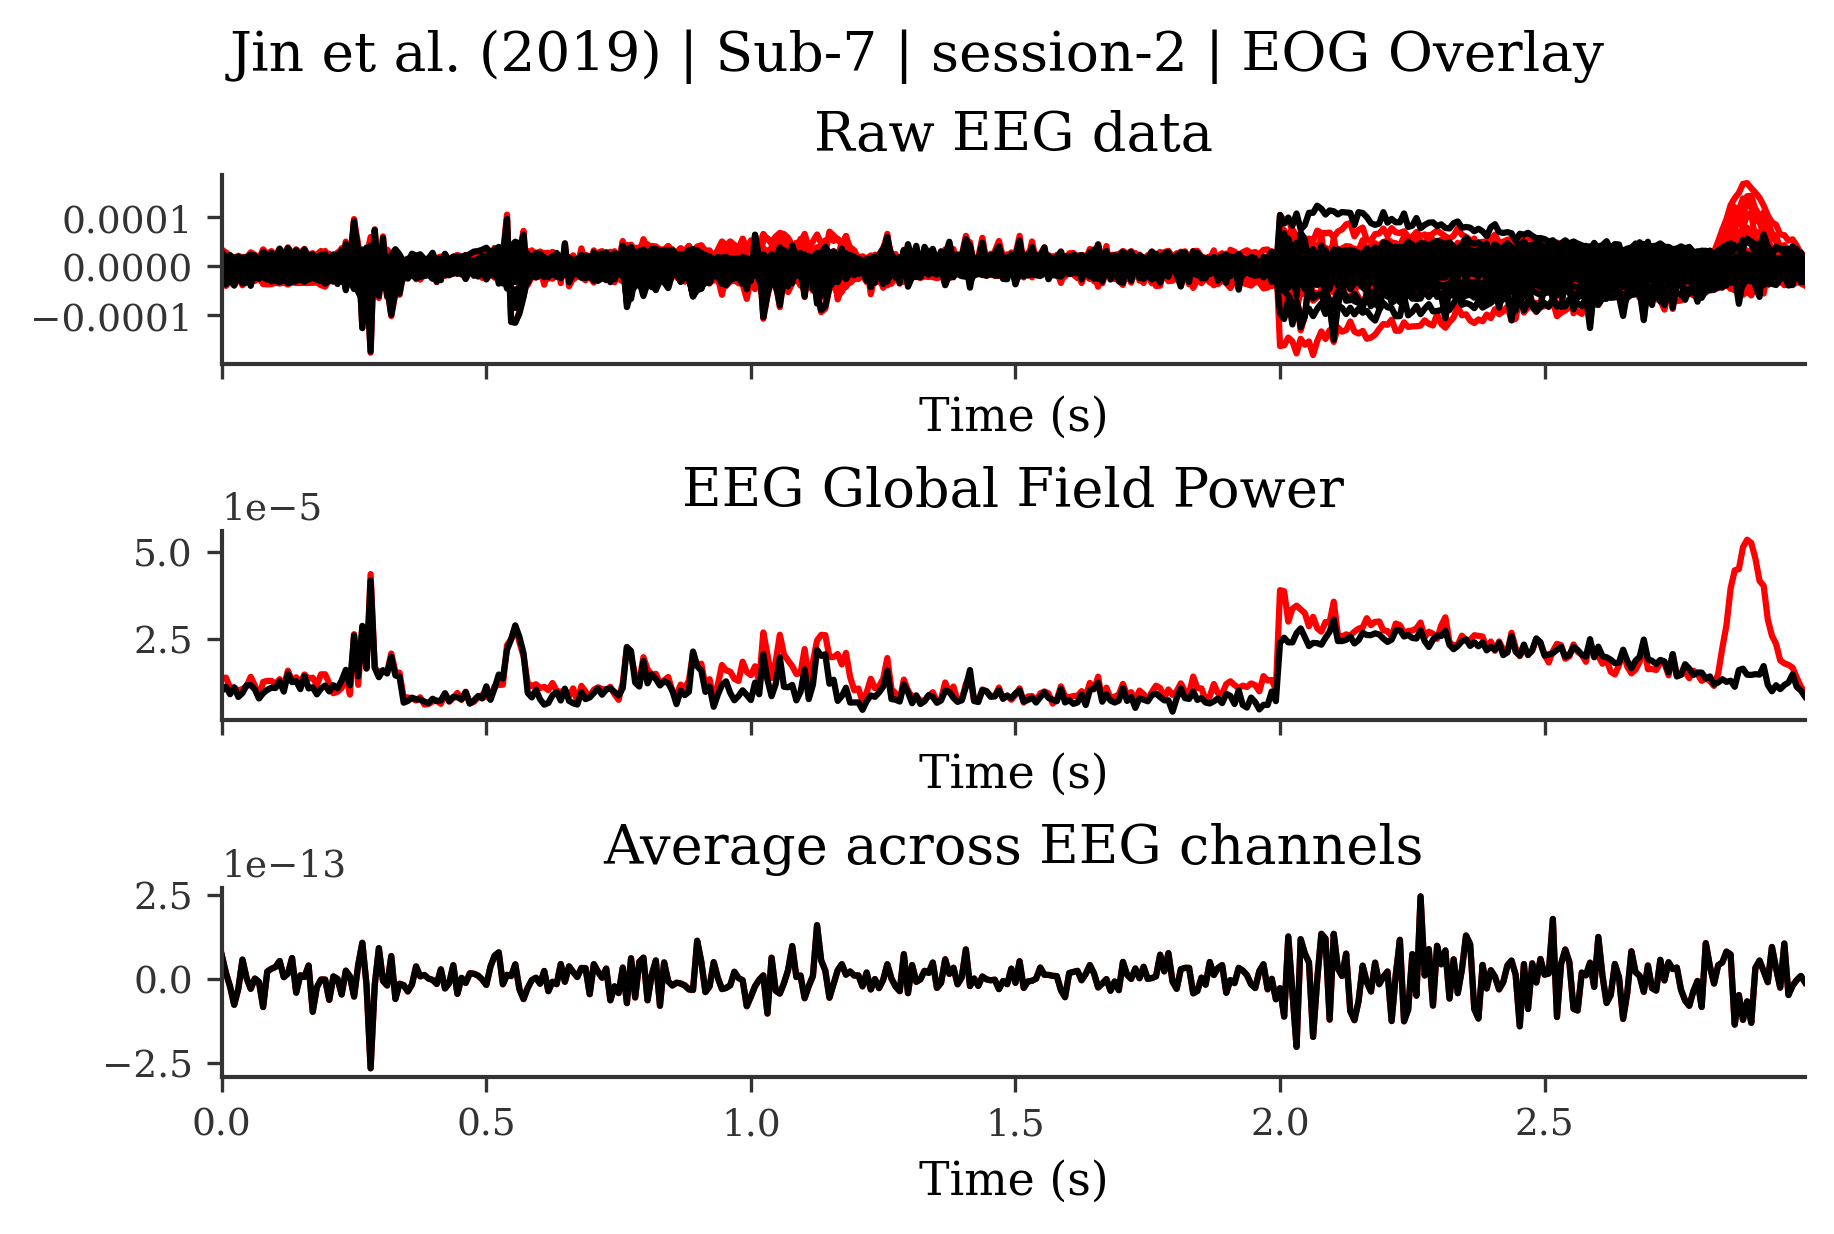 Jin et al. (2019) | Sub-7 | session-2 | EOG Overlay
Raw EEG data
0.0001
0.0000
−0.0001
Time (s)
EEG Global Field Power
1e−5
5.0
2.5
Time (s)
Average across EEG channels
1e−13
2.5
0.0
−2.5
0.0 0.5 1.0 1.5 2.0 2.5
Time (s)